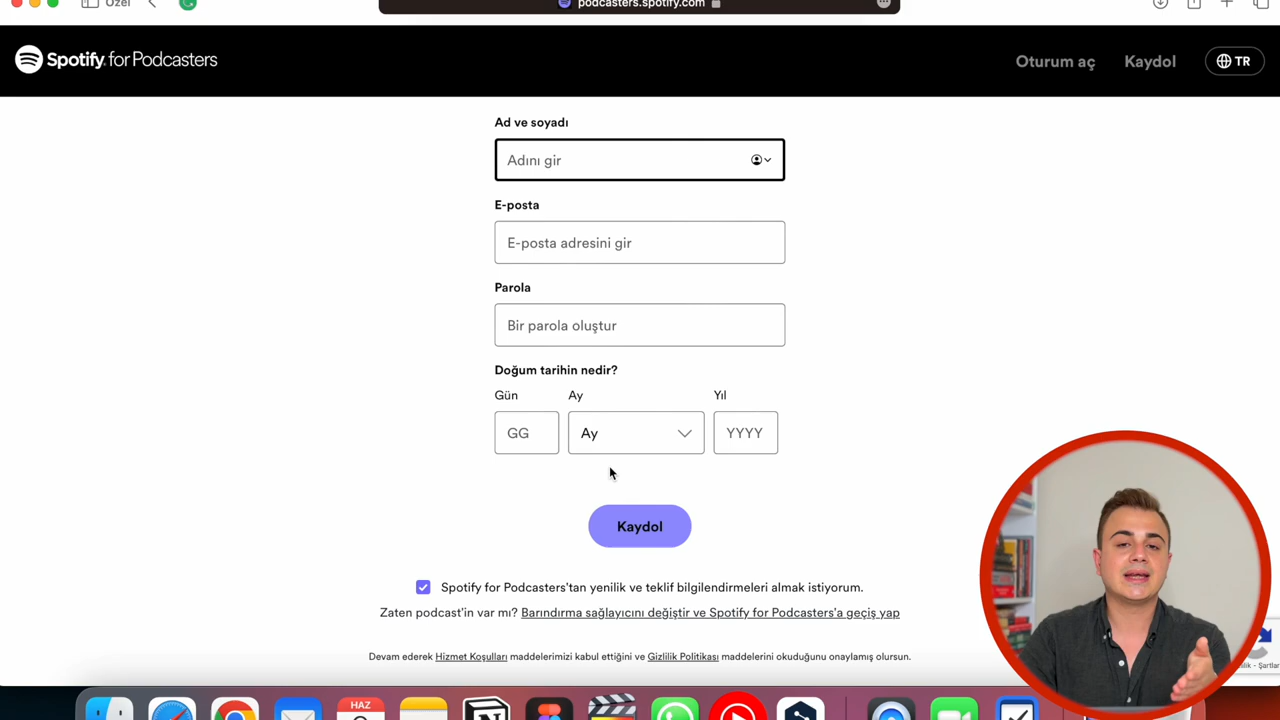 Özel
podcasters.spotify.com
Spotify for Podcasters
Oturum aç
Kaydol
TR
Ad ve soyadı
Adını gir
E-posta
E-posta adresini gir
Parola
Bir parola oluştur
Doğum tarihin nedir?
Gün Ay Yıl
GG Ay YYYY
Kaydol
Spotify for Podcasters'tan yenilik ve teklif bilgilendirmeleri almak istiyorum.
Zaten podcast'in var mı? Barındırma sağlayıcını değiştir ve Spotify for Podcasters'a geçiş yap
Devam ederek Hizmet Koşulları maddelerimizi kabul ettiğini ve Gizlilik Politikası maddelerini okuduğunu onaylamış olursun.
- Şartlar
HAZ